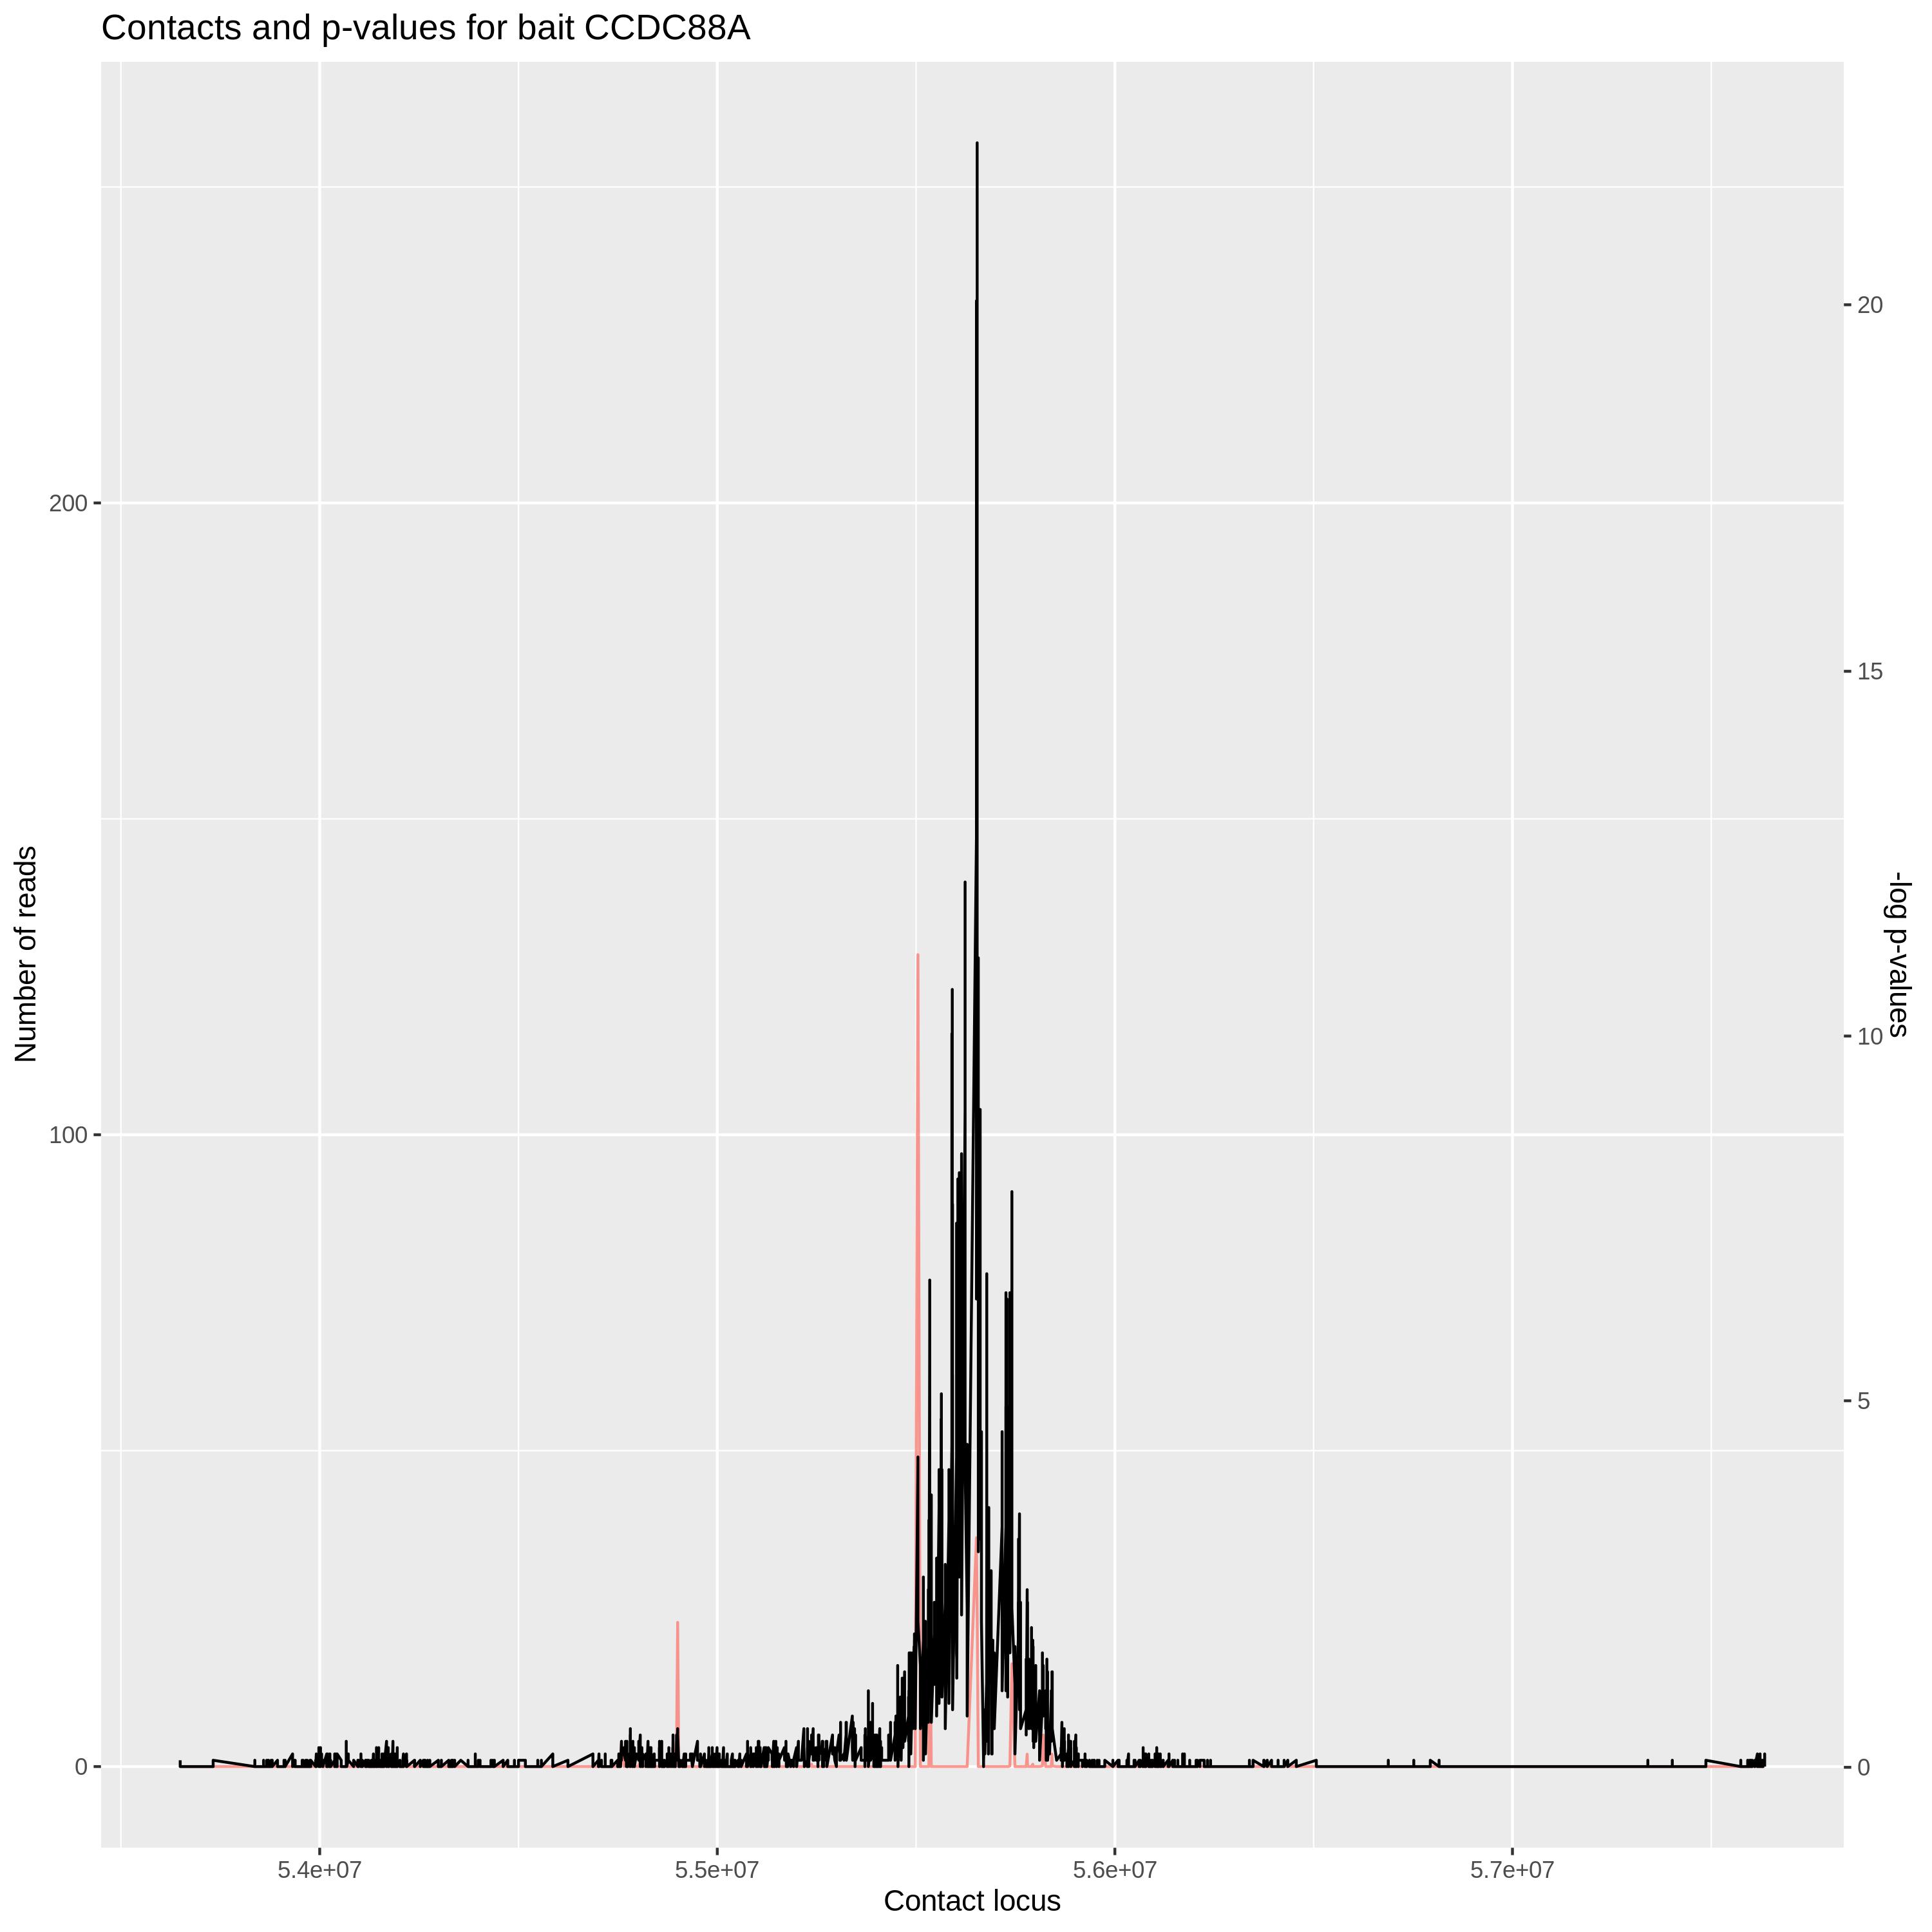 Contacts and p-values for bait CCDC88A
Number of reads
200
100
0
20
15
10
5
0
-log p-values
5.4e+07
5.5e+07
5.6e+07
5.7e+07
Contact locus